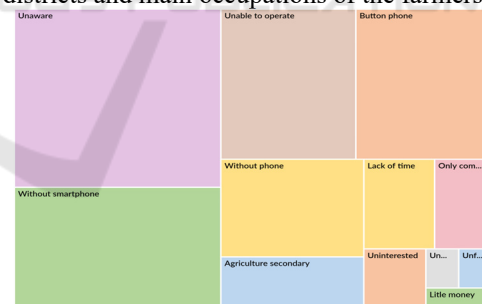 districts and main occupations of the farmers
Unaware
Unable to operate
Button phone
Without smartphone
Without phone
Lack of time
Only com...
Agriculture secondary
Uninterested
Un...
Unf...
Litle money